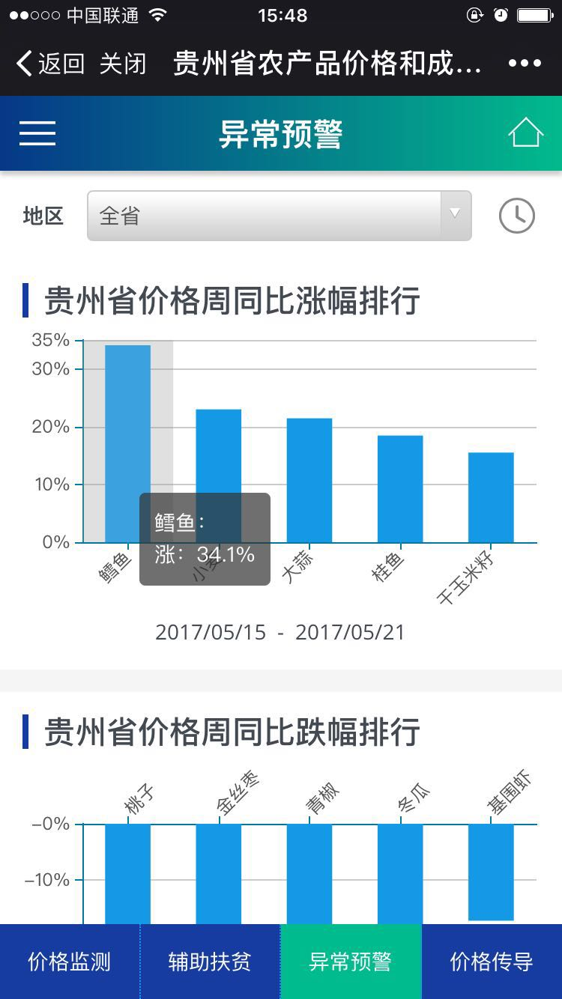 中国联通 15:48
返回 关闭 贵州省农产品价格和成...
异常预警
地区 全省
贵州省价格周同比涨幅排行
35%
30%
20%
10%
0%
鳕鱼：
涨：34.1%
鳕鱼 小麦 大蒜 桂鱼 干玉米籽
2017/05/15 - 2017/05/21
贵州省价格周同比跌幅排行
桃子 金丝枣 青椒 冬瓜 基围虾
-0%
-10%
价格监测 辅助扶贫 异常预警 价格传导